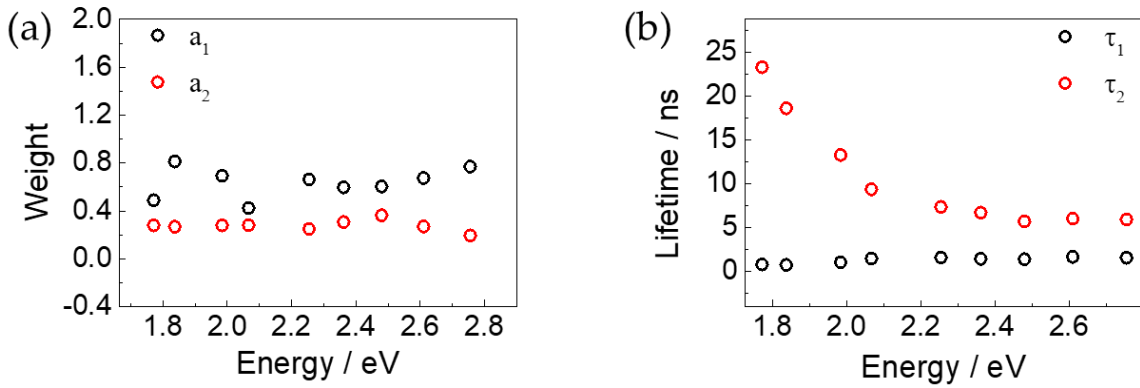 (a)
2.0
1.6
1.2
0.8
0.4
0.0
-0.4
Weight
a1
a2
1.8 2.0 2.2 2.4 2.6 2.8
Energy / eV
(b)
25
20
15
10
5
0
Lifetime / ns
τ1
τ2
1.8 2.0 2.2 2.4 2.6
Energy / eV